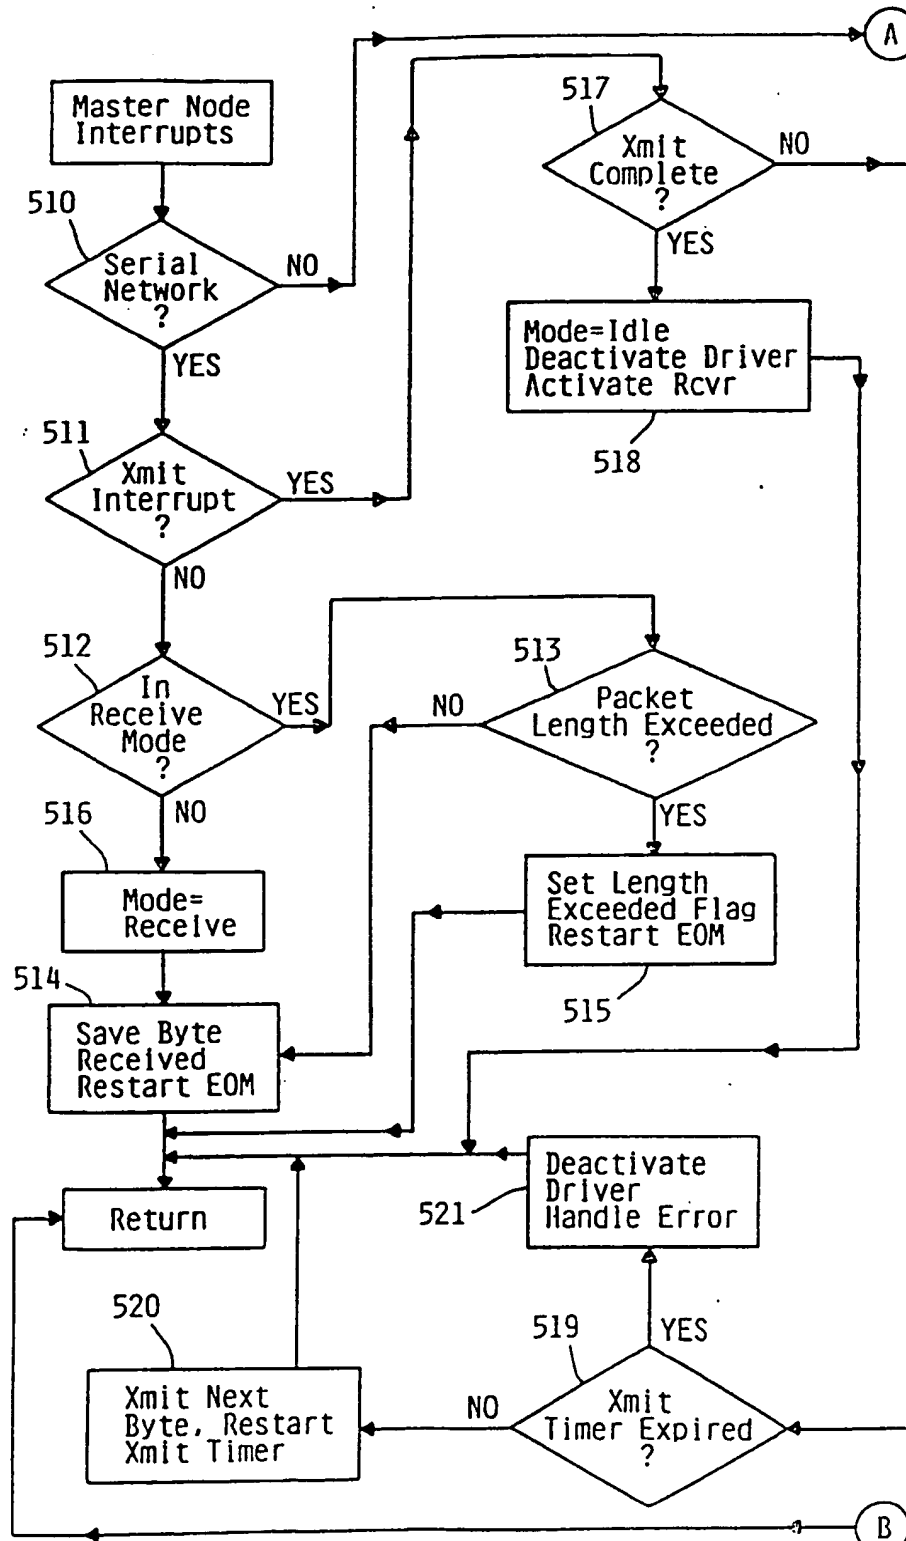 A
Master Node
Interrupts
510
Serial
Network
?
NO
YES
511
Xmit
Interrupt
?
YES
NO
512
In
Receive
Mode
?
YES
NO
516
Mode=
Receive
514
Save Byte
Received
Restart EOM
Return
517
Xmit
Complete
?
NO
YES
Mode=Idle
Deactivate Driver
Activate Rcvr
518
513
Packet
Length Exceeded
?
NO
YES
Set Length
Exceeded Flag
Restart EOM
515
Deactivate
Driver
Handle Error
521
519
YES
Xmit
Timer Expired
?
NO
520
Xmit Next
Byte, Restart
Xmit Timer
B